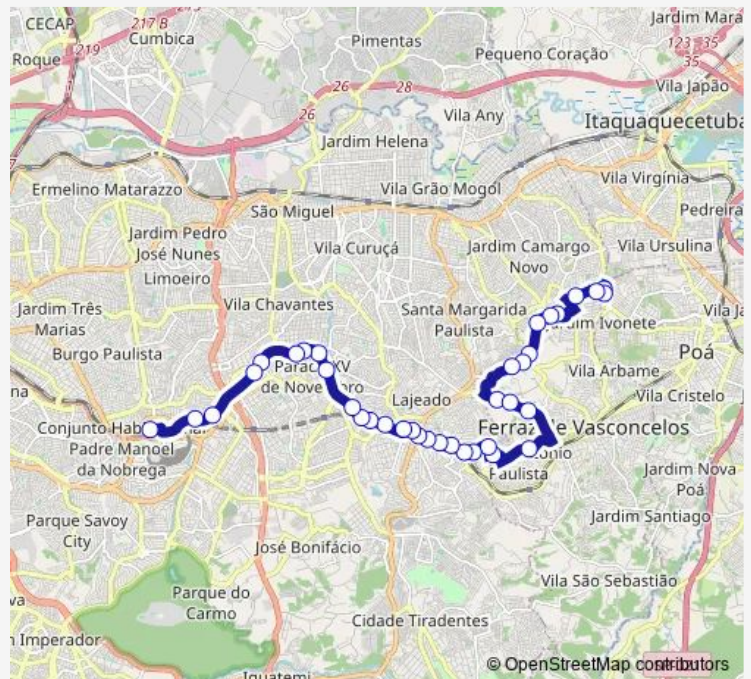 CECAP
217 B
Jardim Mara
Cumbica
Pimentas
123
35
Roque
219
Pequeno Coração
35
26
28
Vila Japão
26
Vila Any
Itaquaquecetuba
Jardim Helena
Vila Virgínia
Ermelino Matarazzo
Vila Grão Mogol
São Miguel
Pedreira
Jardim Pedro
José Nunes
Vila Curuçá
Jardim Camargo
Novo
Vila Ursulina
Limoeiro
Jardim Três
Marias
Vila Chavantes
Santa Margarida
Paulista
Jardim Ivonete
Burgo Paulista
Poá
Vila Arbame
Lajeado
Vila Cristelo
Conjunto
Padre Manoel
da Nobrega
Ferraz de Vasconcelos
Paulista
Jardim Nova
Poá
Parque Savoy
City
Jardim Santiago
José Bonifácio
Vila São Sebastião
Parque do
Carmo
Cidade Tiradentes
Imperador
Iguatemi
© OpenStreetMap contributors